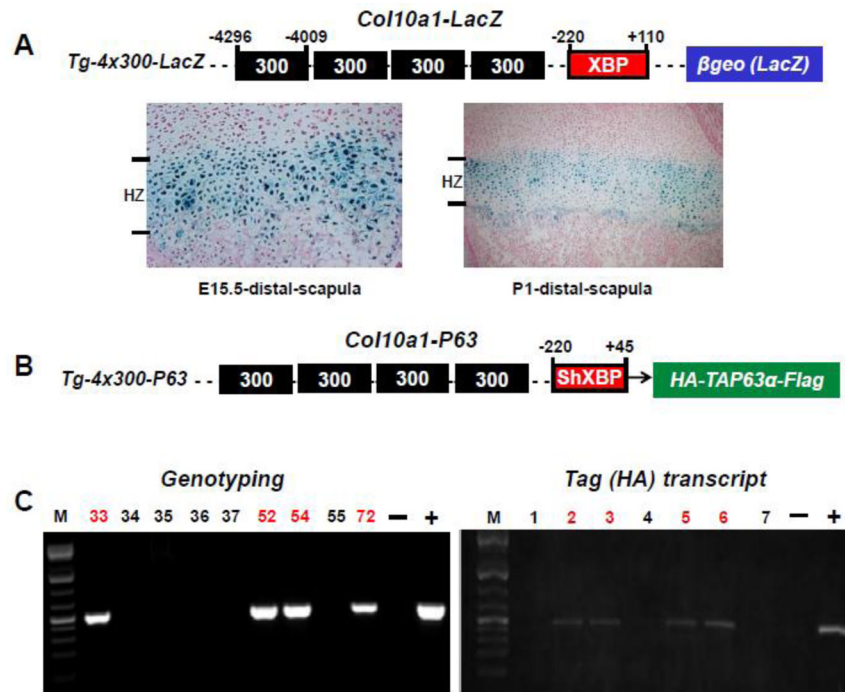 A
Col10a1-LacZ
-4296 -4009 -220 +110
Tg-4x300-LacZ 300 300 300 300 XBP βgeo (LacZ)
HZ HZ
E15.5-distal-scapula P1-distal-scapula
B
Col10a1-P63
-220 +45
Tg-4x300-P63 300 300 300 300 ShXBP HA-TAP63α-Flag
C
Genotyping Tag (HA) transcript
M 33 34 35 36 37 52 54 55 72 – + M 1 2 3 4 5 6 7 – +